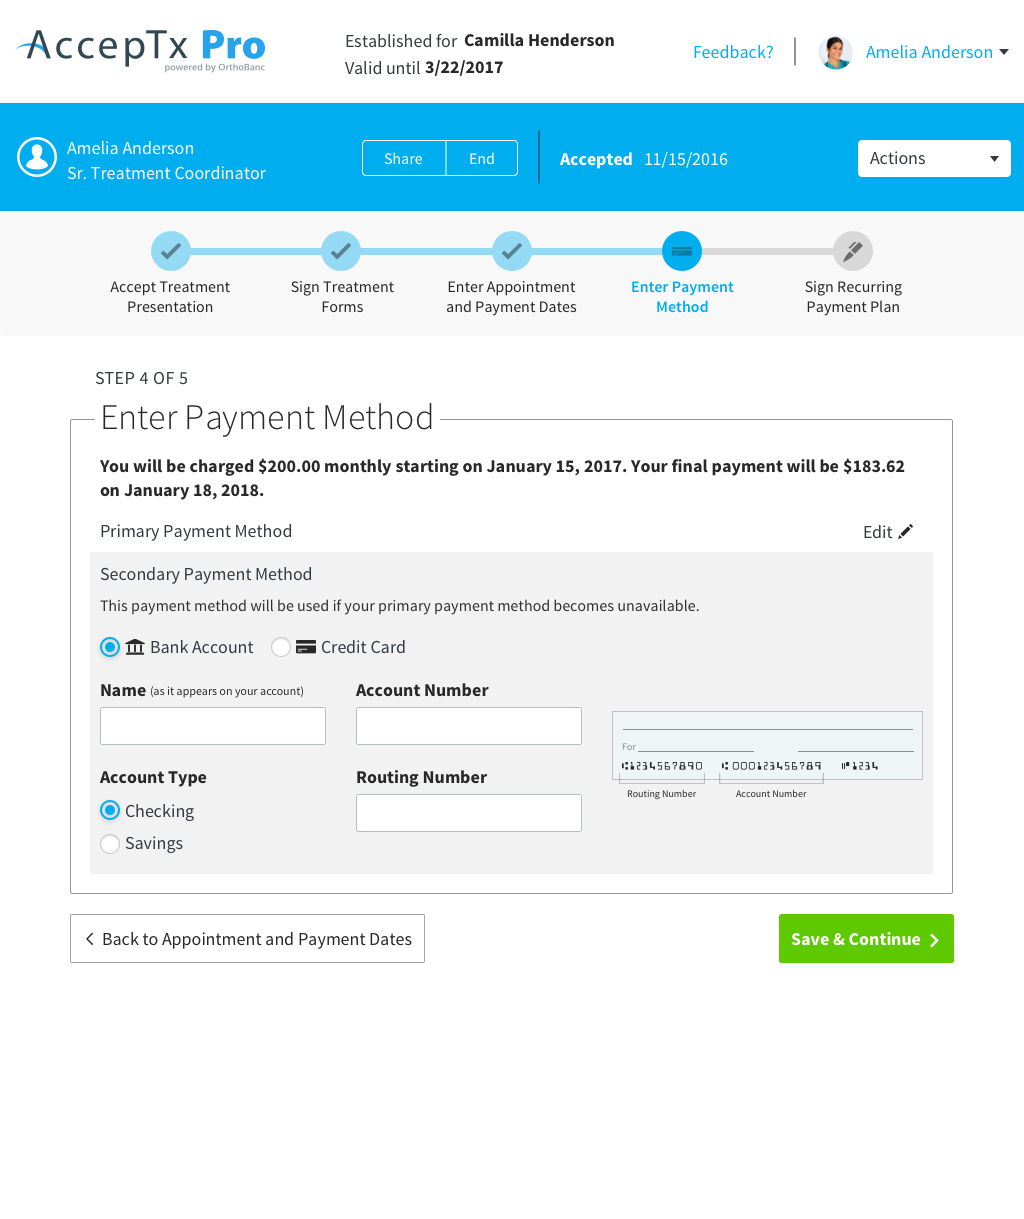 AccepTx Pro
powered by OrthoBanc
Established for Camilla Henderson
Valid until 3/22/2017
Feedback?
Amelia Anderson
Amelia Anderson
Sr. Treatment Coordinator
Share
End
Accepted 11/15/2016
Actions
Accept Treatment
Presentation
Sign Treatment
Forms
Enter Appointment
and Payment Dates
Enter Payment
Method
Sign Recurring
Payment Plan
STEP 4 OF 5
Enter Payment Method
You will be charged $200.00 monthly starting on January 15, 2017. Your final payment will be $183.62
on January 18, 2018.
Primary Payment Method
Edit
Secondary Payment Method
This payment method will be used if your primary payment method becomes unavailable.
Bank Account
Credit Card
Name (as it appears on your account)
Account Number
For
⑆1234567890 ⑆000123456789 ⑈1234
Routing Number
Account Number
Account Type
Routing Number
Checking
Savings
Back to Appointment and Payment Dates
Save & Continue